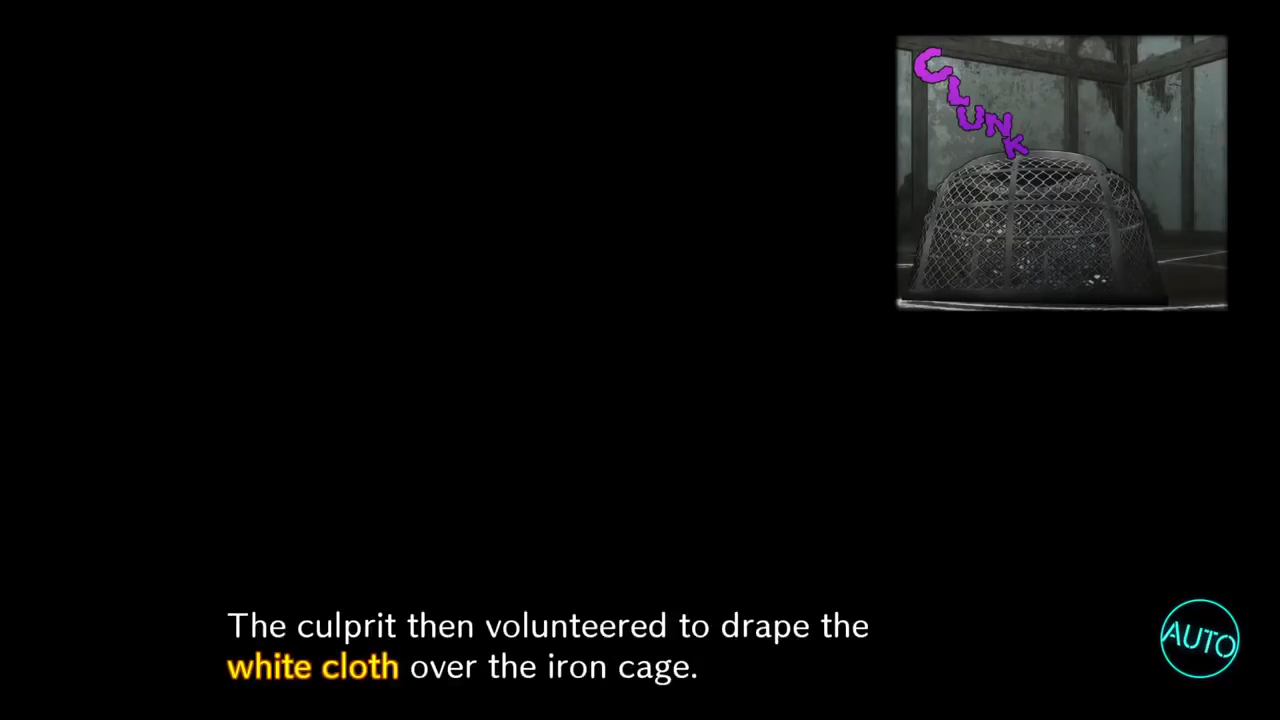 CLUNK
The culprit then volunteered to drape the
white cloth over the iron cage.
AUTO